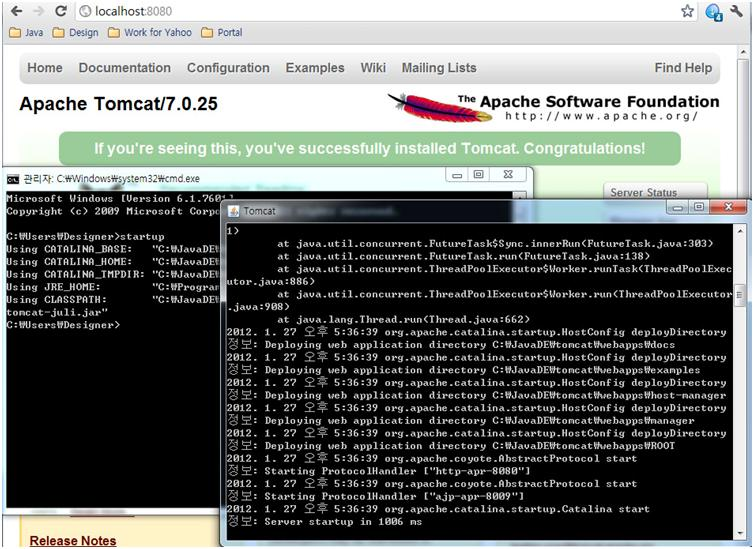 localhost:8080
4
Java Design Work for Yahoo Portal
Home Documentation Configuration Examples Wiki Mailing Lists Find Help
Apache Tomcat/7.0.25
The Apache Software Foundation
http://www.apache.org/
If you're seeing this, you've successfully installed Tomcat. Congratulations!
Server Status
관리자: C:₩Windows₩system32₩cmd.exe
Microsoft Windows [Version 6.1.7601]
Copyright (c) 2009 Microsoft
C:₩Users₩Designer>startup
Using CATALINA_BASE: "C:₩JavaDE₩
Using CATALINA_HOME: "C:₩JavaDE₩
Using CATALINA_TMPDIR: "C:₩JavaDE₩
Using JRE_HOME: "C:₩Program
Using CLASSPATH: "C:₩JavaDE₩
tomcat-juli.jar"
C:₩Users₩Designer>
Tomcat
1>
at java.util.concurrent.FutureTask$Sync.innerRun(FutureTask.java:303)
at java.util.concurrent.FutureTask.run(FutureTask.java:138)
at java.util.concurrent.ThreadPoolExecutor$Worker.runTask(ThreadPoolExec
utor.java:886)
at java.util.concurrent.ThreadPoolExecutor$Worker.run(ThreadPoolExecutor
.java:908)
at java.lang.Thread.run(Thread.java:662)
2012. 1. 27 오후 5:36:39 org.apache.catalina.startup.HostConfig deployDirectory
정보: Deploying web application directory C:₩JavaDE₩tomcat₩webapps₩docs
2012. 1. 27 오후 5:36:39 org.apache.catalina.startup.HostConfig deployDirectory
정보: Deploying web application directory C:₩JavaDE₩tomcat₩webapps₩examples
2012. 1. 27 오후 5:36:39 org.apache.catalina.startup.HostConfig deployDirectory
정보: Deploying web application directory C:₩JavaDE₩tomcat₩webapps₩host-manager
2012. 1. 27 오후 5:36:39 org.apache.catalina.startup.HostConfig deployDirectory
정보: Deploying web application directory C:₩JavaDE₩tomcat₩webapps₩manager
2012. 1. 27 오후 5:36:39 org.apache.catalina.startup.HostConfig deployDirectory
정보: Deploying web application directory C:₩JavaDE₩tomcat₩webapps₩ROOT
2012. 1. 27 오후 5:36:39 org.apache.coyote.AbstractProtocol start
정보: Starting ProtocolHandler ["http-apr-8080"]
2012. 1. 27 오후 5:36:39 org.apache.coyote.AbstractProtocol start
정보: Starting ProtocolHandler ["ajp-apr-8009"]
2012. 1. 27 오후 5:36:39 org.apache.catalina.startup.Catalina start
정보: Server startup in 1006 ms
Release Notes